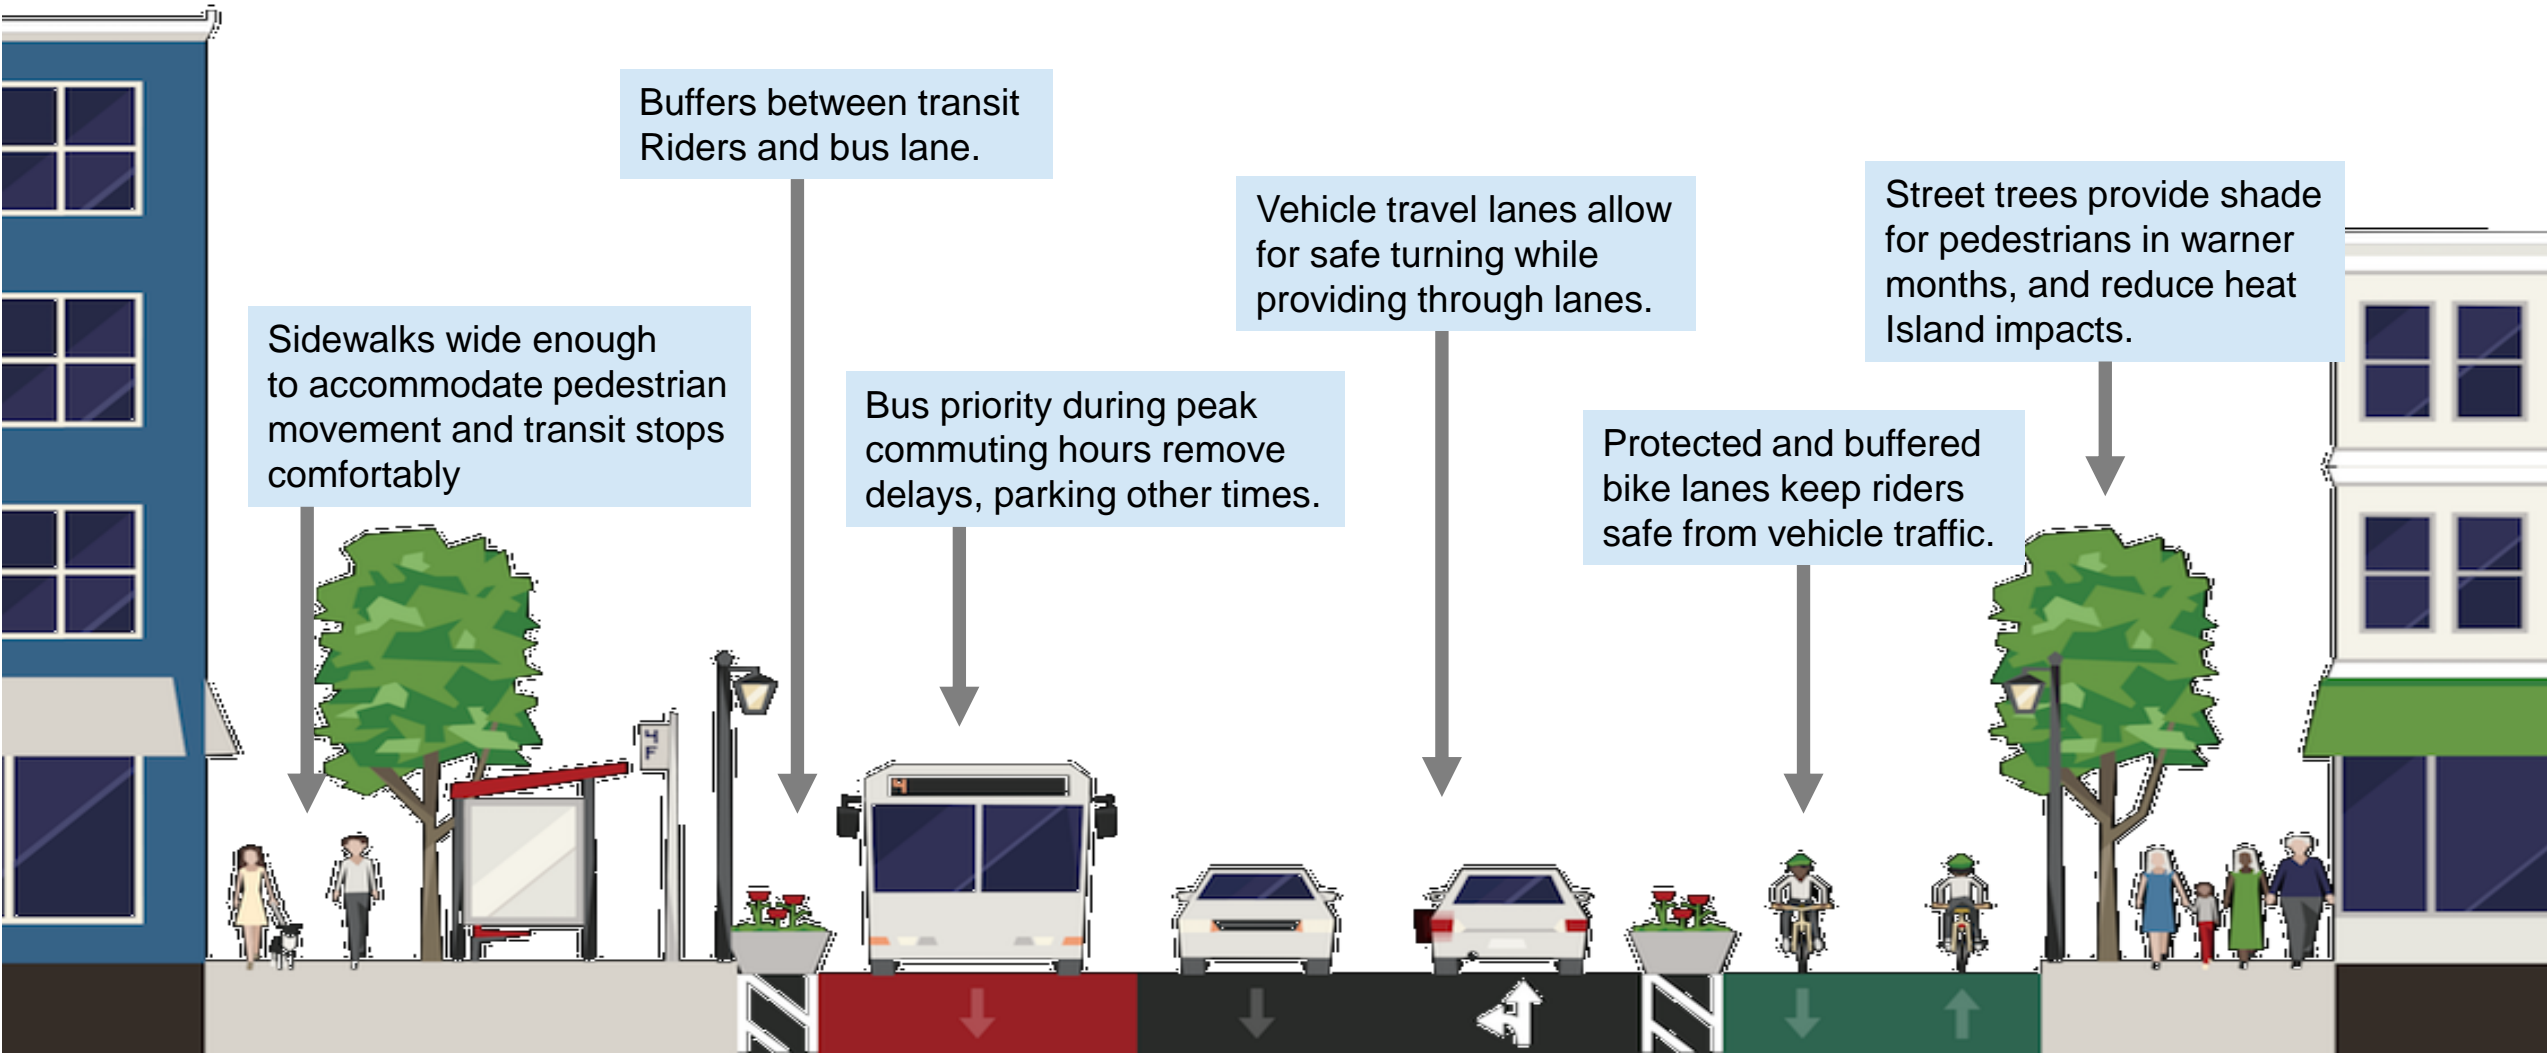 Buffers between transit
Riders and bus lane.
Vehicle travel lanes allow
for safe turning while
providing through lanes.
Street trees provide shade
for pedestrians in warner
months, and reduce heat
Island impacts.
Sidewalks wide enough
to accommodate pedestrian
movement and transit stops
comfortably
Bus priority during peak
commuting hours remove
delays, parking other times.
Protected and buffered
bike lanes keep riders
safe from vehicle traffic.
4